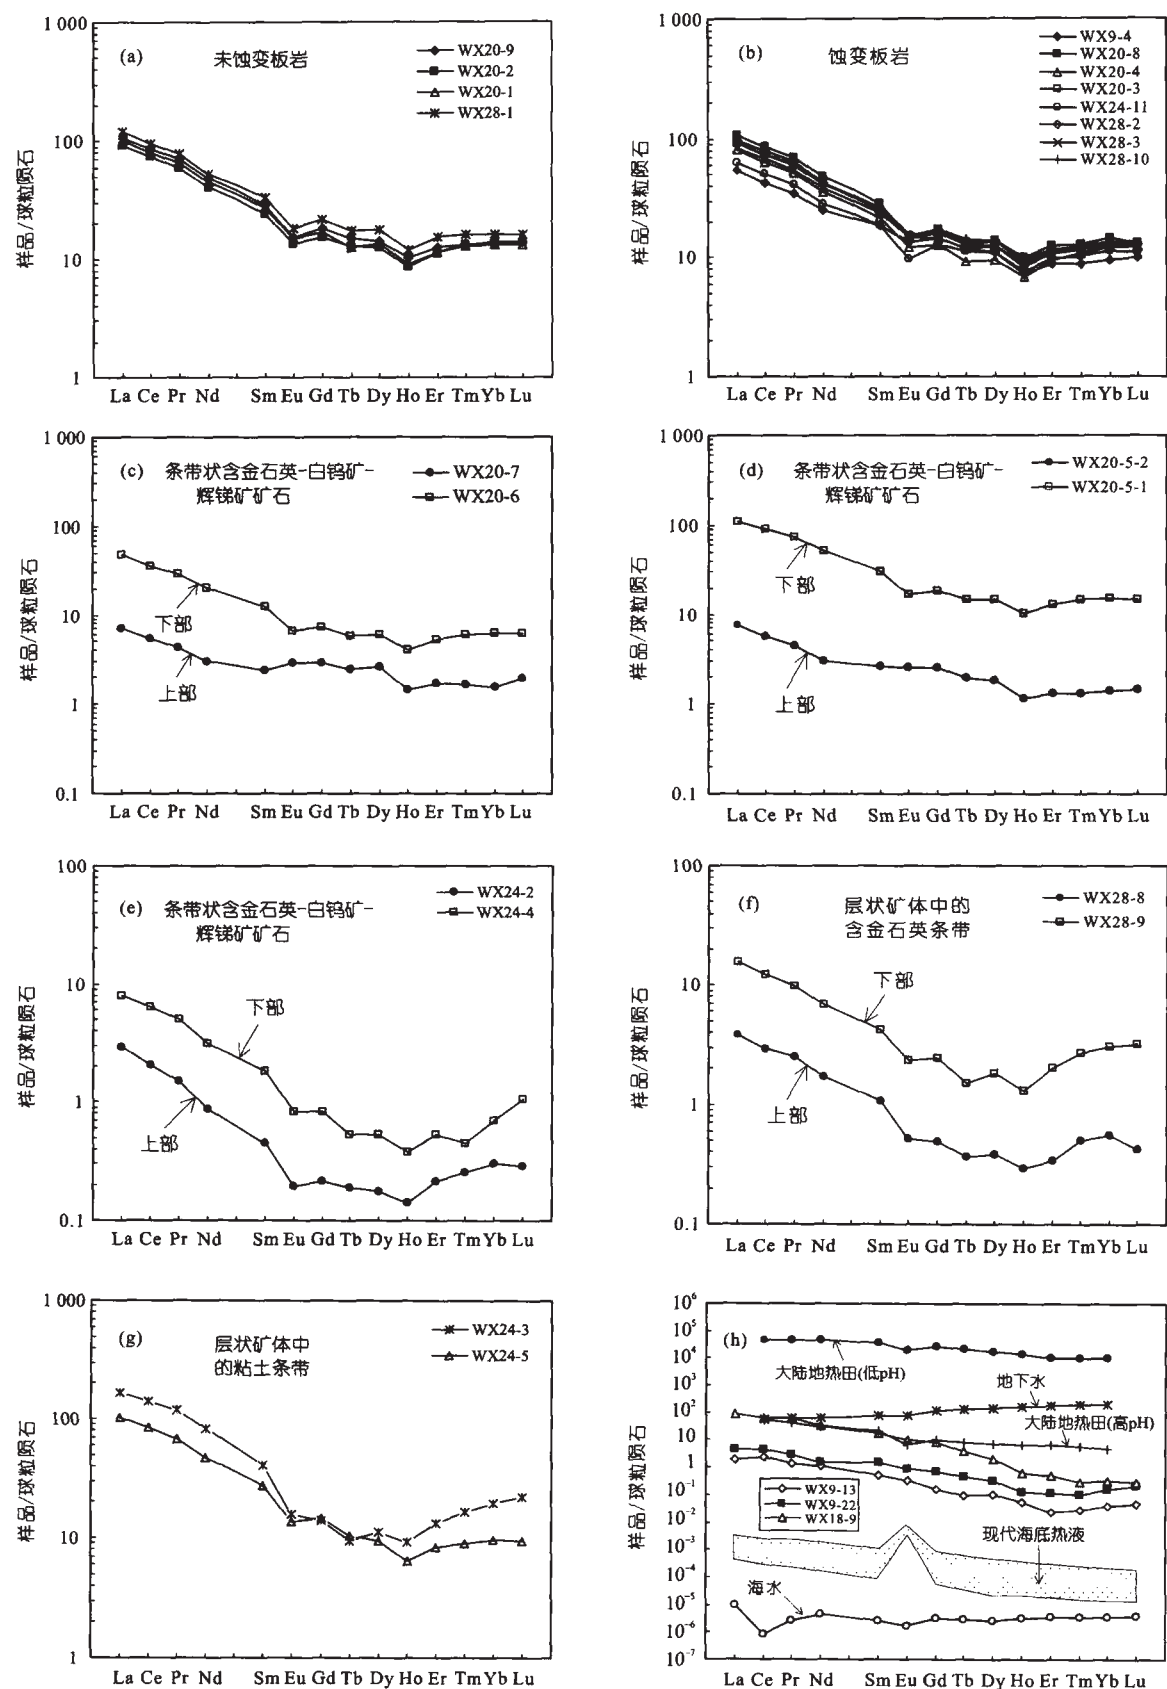 1 000
100
10
1
样品/球粒陨石
(a) 未蚀变板岩
WX20-9
WX20-2
WX20-1
WX28-1
La Ce Pr Nd Sm Eu Gd Tb Dy Ho Er Tm Yb Lu
1 000
100
10
1
样品/球粒陨石
(b) 蚀变板岩
WX9-4
WX20-8
WX20-4
WX20-3
WX24-11
WX28-2
WX28-3
WX28-10
La Ce Pr Nd Sm Eu Gd Tb Dy Ho Er Tm Yb Lu
1 000
100
10
1
0.1
样品/球粒陨石
(c) 条带状含金石英-白钨矿-
辉锑矿矿石
WX20-7
WX20-6
下部
上部
La Ce Pr Nd Sm Eu Gd Tb Dy Ho Er Tm Yb Lu
1 000
100
10
1
0.1
样品/球粒陨石
(d) 条带状含金石英-白钨矿-
辉锑矿矿石
WX20-5-2
WX20-5-1
下部
上部
La Ce Pr Nd Sm Eu Gd Tb Dy Ho Er Tm Yb Lu
100
10
1
0.1
样品/球粒陨石
(e) 条带状含金石英-白钨矿-
辉锑矿矿石
WX24-2
WX24-4
下部
上部
La Ce Pr Nd Sm Eu Gd Tb Dy Ho Er Tm Yb Lu
100
10
1
0.1
样品/球粒陨石
(f) 层状矿体中的
含金石英条带
WX28-8
WX28-9
下部
上部
La Ce Pr Nd Sm Eu Gd Tb Dy Ho Er Tm Yb Lu
1 000
100
10
1
样品/球粒陨石
(g) 层状矿体中
的粘土条带
WX24-3
WX24-5
La Ce Pr Nd Sm Eu Gd Tb Dy Ho Er Tm Yb Lu
10⁶
10⁵
10⁴
10³
10²
10
1
10⁻¹
10⁻²
10⁻³
10⁻⁴
10⁻⁵
10⁻⁶
10⁻⁷
样品/球粒陨石
(h)
大陆地热田(低pH)
地下水
大陆地热田(高pH)
WX9-13
WX9-22
WX18-9
现代海底热液
海水
La Ce Pr Nd Sm Eu Gd Tb Dy Ho Er Tm Yb Lu